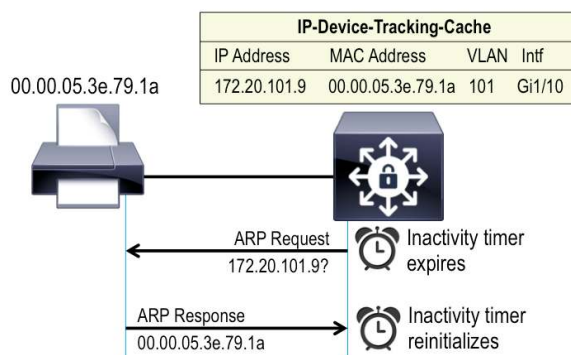 IP-Device-Tracking-Cache
IP Address MAC Address VLAN Intf
172.20.101.9 00.00.05.3e.79.1a 101 Gi1/10
00.00.05.3e.79.1a
ARP Request
172.20.101.9?
Inactivity timer
expires
ARP Response
00.00.05.3e.79.1a
Inactivity timer
reinitializes